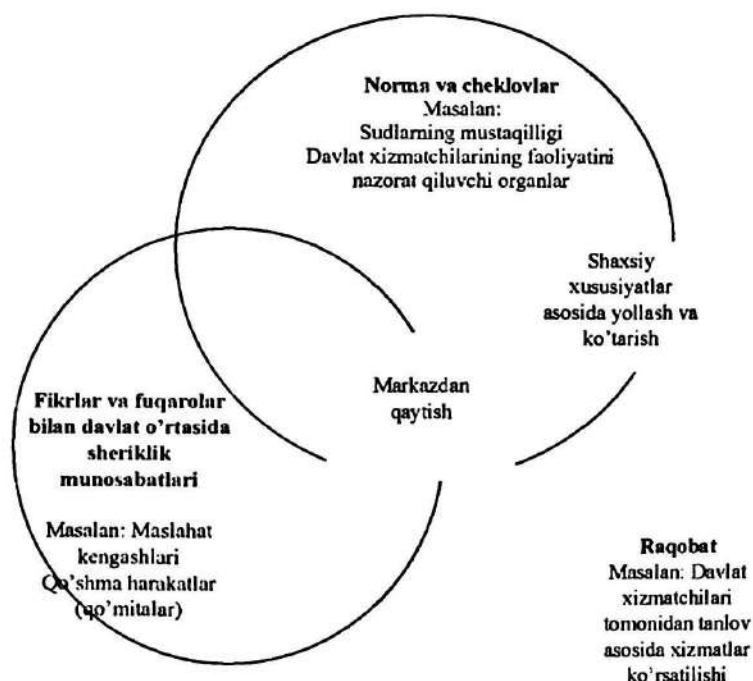 Norma va cheklovlar
Masalan:
Sudlarning mustaqilligi
Davlat xizmatchilarining faoliyatini
nazorat qiluvchi organlar
Shaxsiy
xususiyatlar
asosida yollash va
ko'tarish
Markazdan
qaytish
Fikrlar va fuqarolar
bilan davlat o'rtasida
sheriklik
munosabatlari
Masalan: Maslahat
kengashlari
Qo'shma harakatlar
(qo'mitalar)
Raqobat
Masalan: Davlat
xizmatchilari
tomonidan tanlov
asosida xizmatlar
ko'rsatilishi